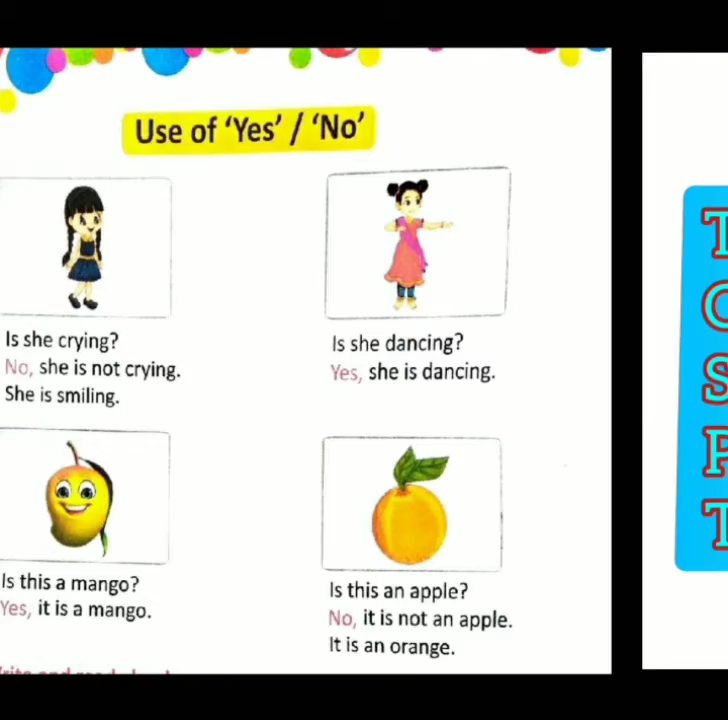 Use of ‘Yes’ / ‘No’
Is she crying?
No, she is not crying.
She is smiling.
Is she dancing?
Yes, she is dancing.
Is this a mango?
Yes, it is a mango.
Is this an apple?
No, it is not an apple.
It is an orange.